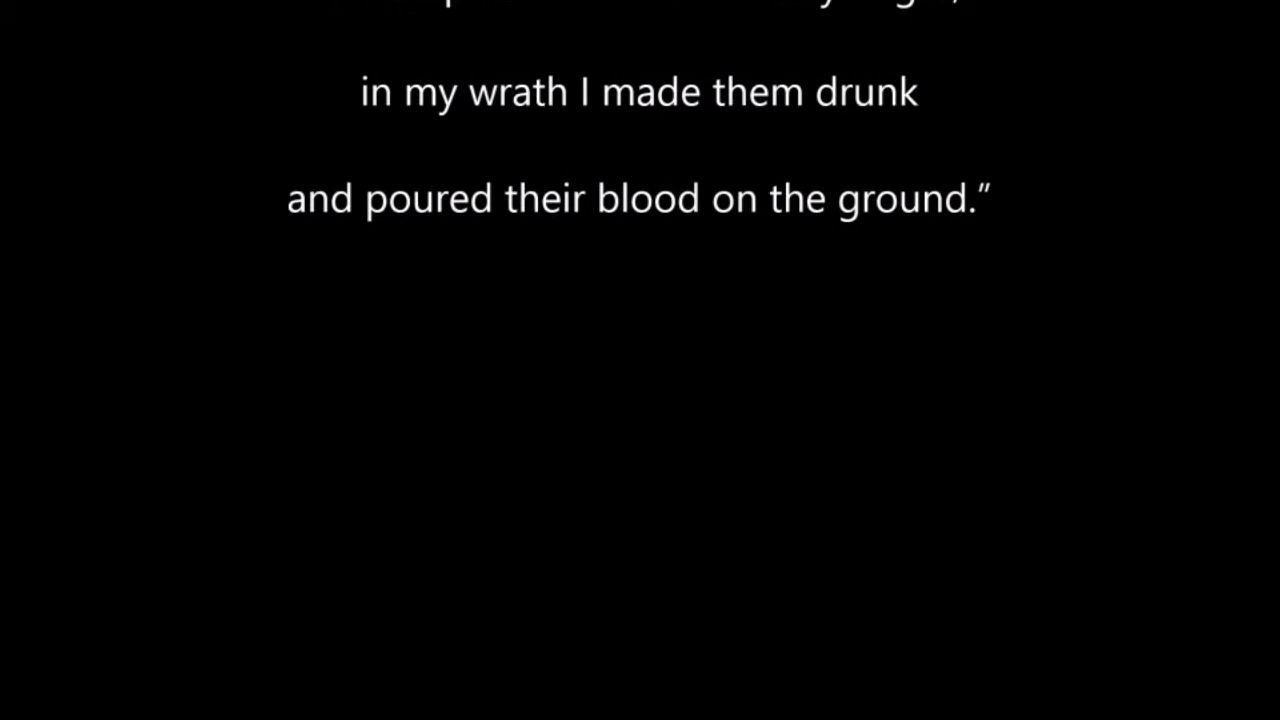 in my wrath I made them drunk
and poured their blood on the ground.”